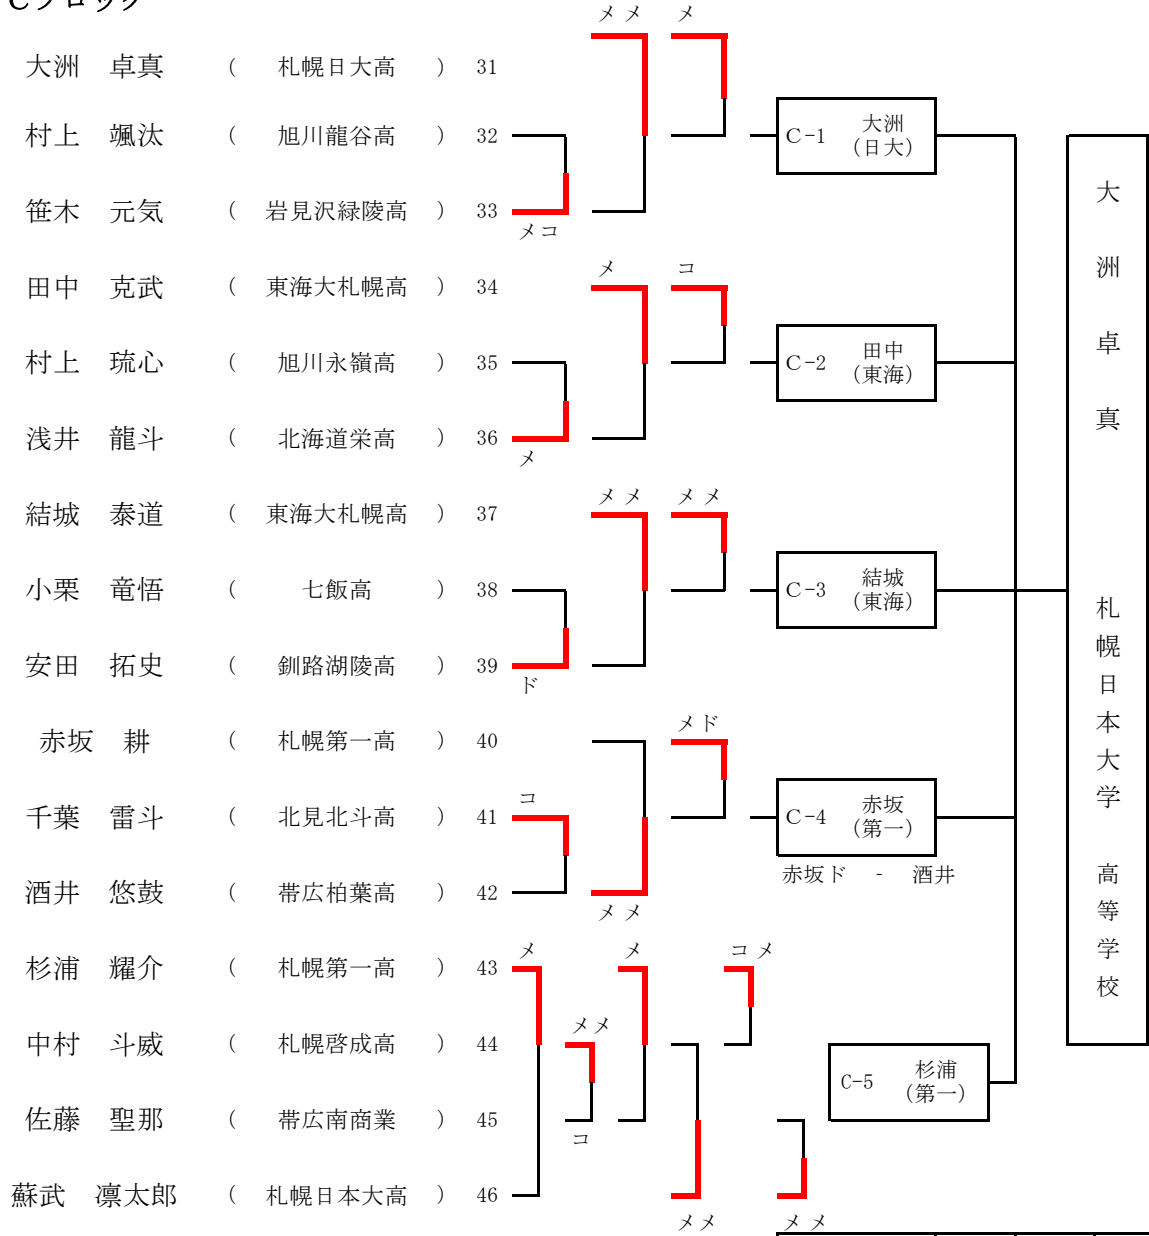 Cブロック
メメ メ
大洲 卓真 ( 札幌日大高 ) 31
村上 颯汰 ( 旭川龍谷高 ) 32
C-1 大洲
(日大)
笹木 元気 ( 岩見沢緑陵高 ) 33
メコ
メ コ
田中 克武 ( 東海大札幌高 ) 34
村上 琉心 ( 旭川永嶺高 ) 35
C-2 田中
(東海)
浅井 龍斗 ( 北海道栄高 ) 36
メ
メメ メメ
結城 泰道 ( 東海大札幌高 ) 37
小栗 竜悟 ( 七飯高 ) 38
C-3 結城
(東海)
安田 拓史 ( 釧路湖陵高 ) 39
ド
メド
赤坂 耕 ( 札幌第一高 ) 40
コ
千葉 雷斗 ( 北見北斗高 ) 41
C-4 赤坂
(第一)
赤坂ド - 酒井
酒井 悠鼓 ( 帯広柏葉高 ) 42
メメ
メ メ コメ
杉浦 耀介 ( 札幌第一高 ) 43
メメ
中村 斗威 ( 札幌啓成高 ) 44
C-5 杉浦
(第一)
佐藤 聖那 ( 帯広南商業 ) 45
コ
蘇武 凛太郎 ( 札幌日本大高 ) 46
メメ メメ
大洲卓真 札幌日本大学 高等学校